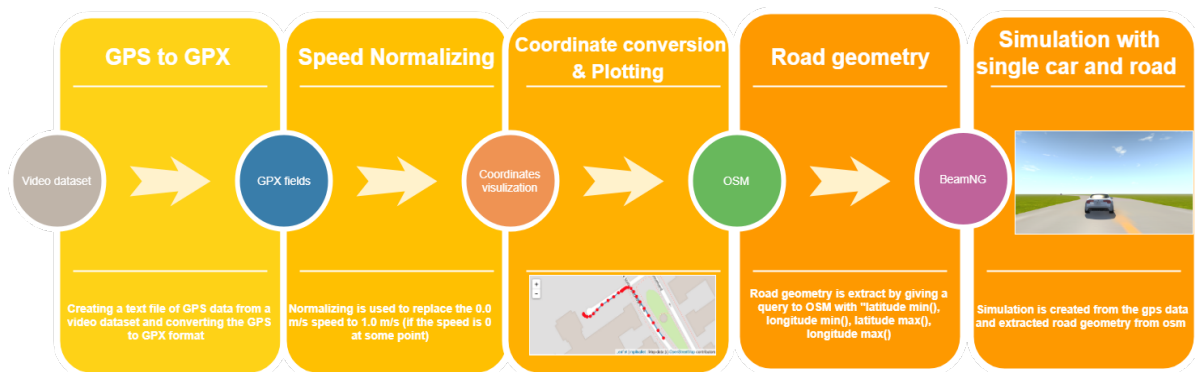 GPS to GPX
Speed Normalizing
Coordinate conversion
& Plotting
Road geometry
Simulation with
single car and road
Video dataset
GPX fields
Coordinates
visulization
OSM
BeamNG
Creating a text file of GPS data from a
video dataset and converting the GPS
to GPX format
Normalizing is used to replace the 0.0
m/s speed to 1.0 m/s (if the speed is 0
at some point)
+
−
Road geometry is extract by giving a
query to OSM with "latitude min(),
longitude min(), latitude max(),
longitude max()
Simulation is created from the gps data
and extracted road geometry from osm